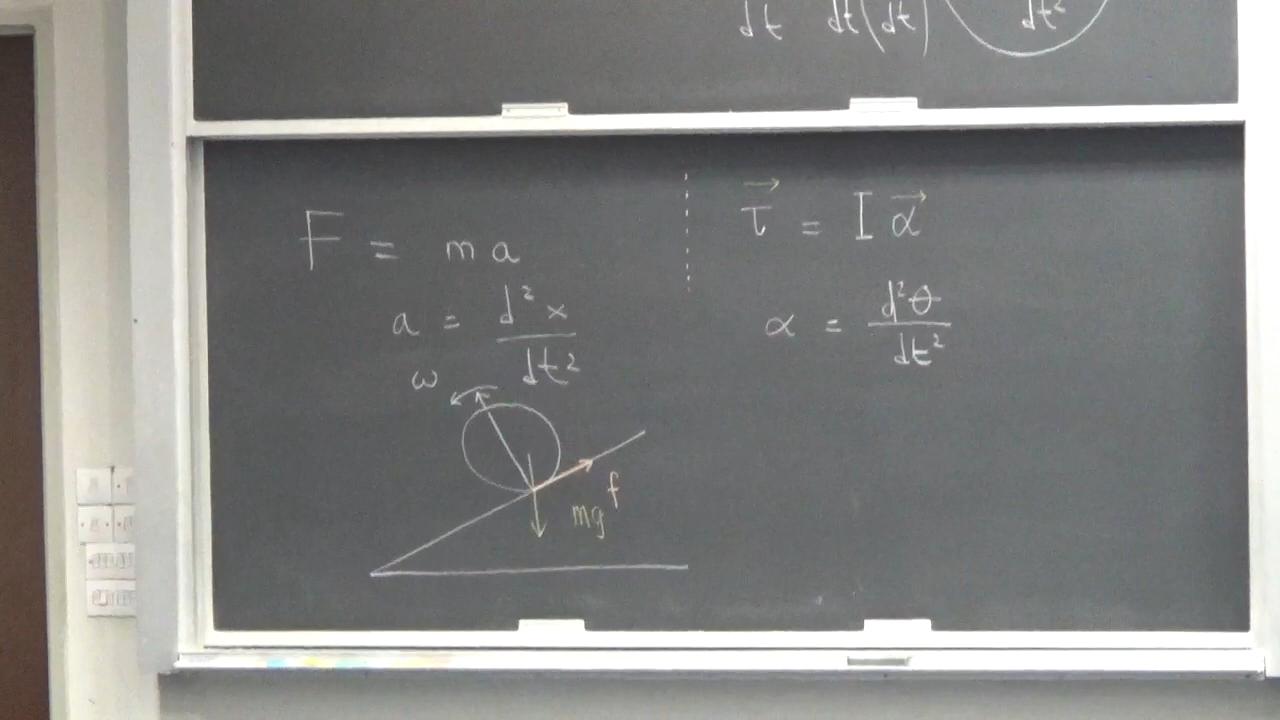 dt dt(dt) dt²
F = ma
a = d²x/dt²
ω
f
mg
τ⃗ = I α⃗
α = d²θ/dt²